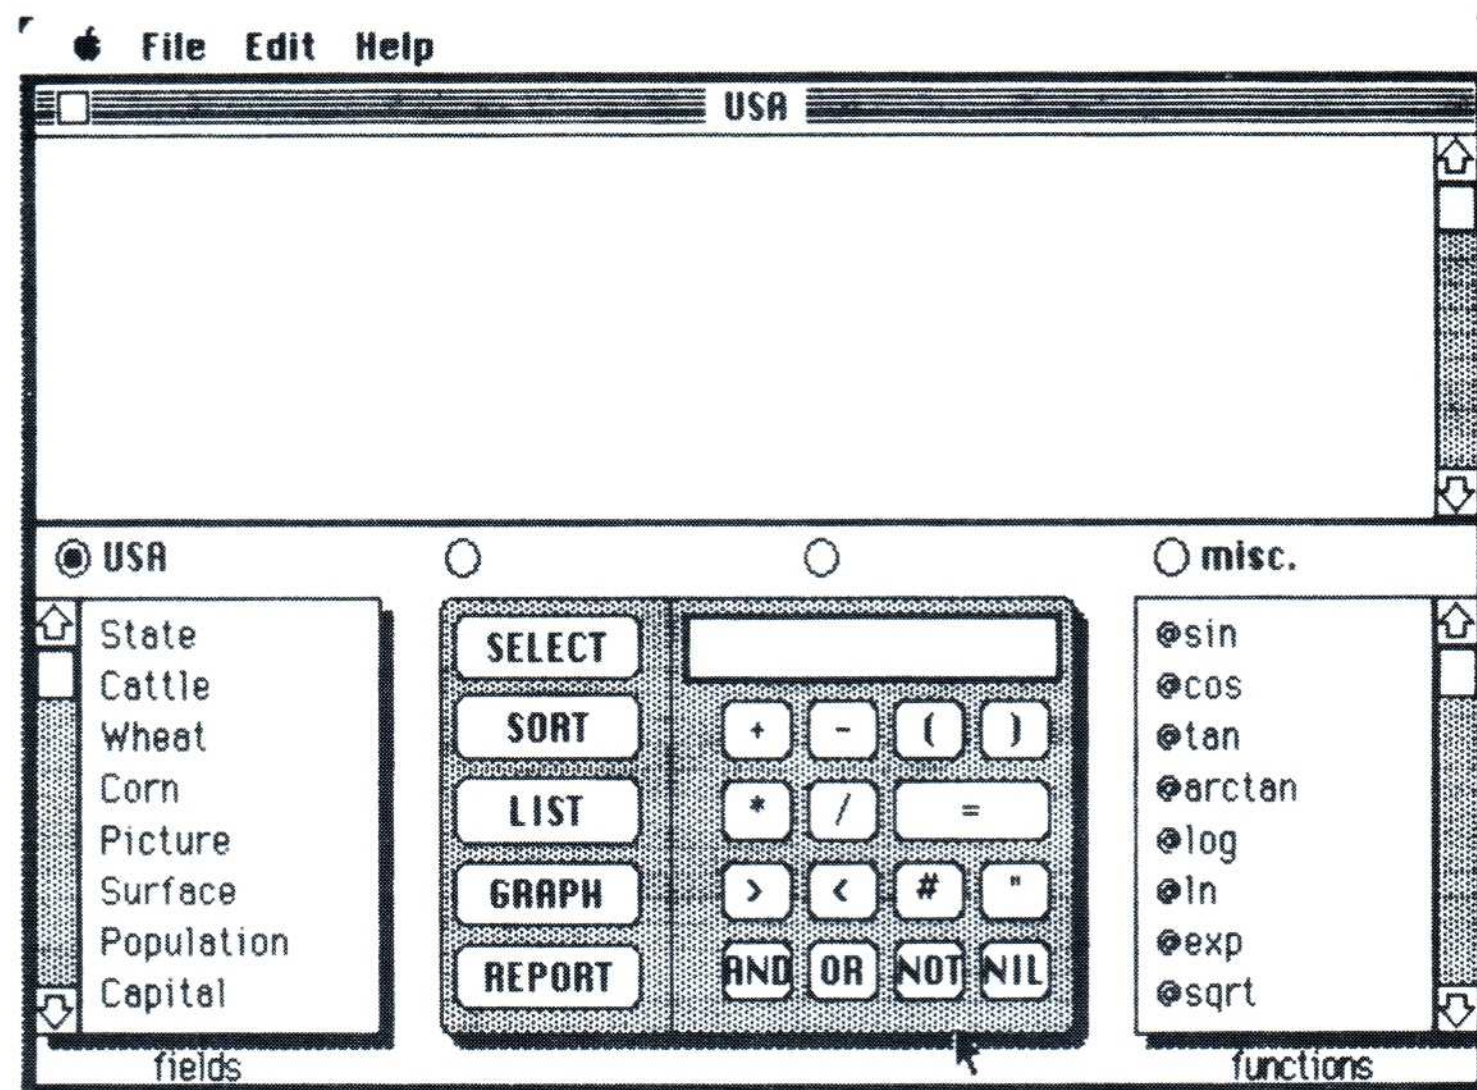 File Edit Help
USA
USA
misc.
State
Cattle
Wheat
Corn
Picture
Surface
Population
Capital
fields
SELECT
SORT
LIST
GRAPH
REPORT
+ - ( )
* / =
> < # "
AND OR NOT NIL
@sin
@cos
@tan
@arctan
@log
@ln
@exp
@sqrt
functions